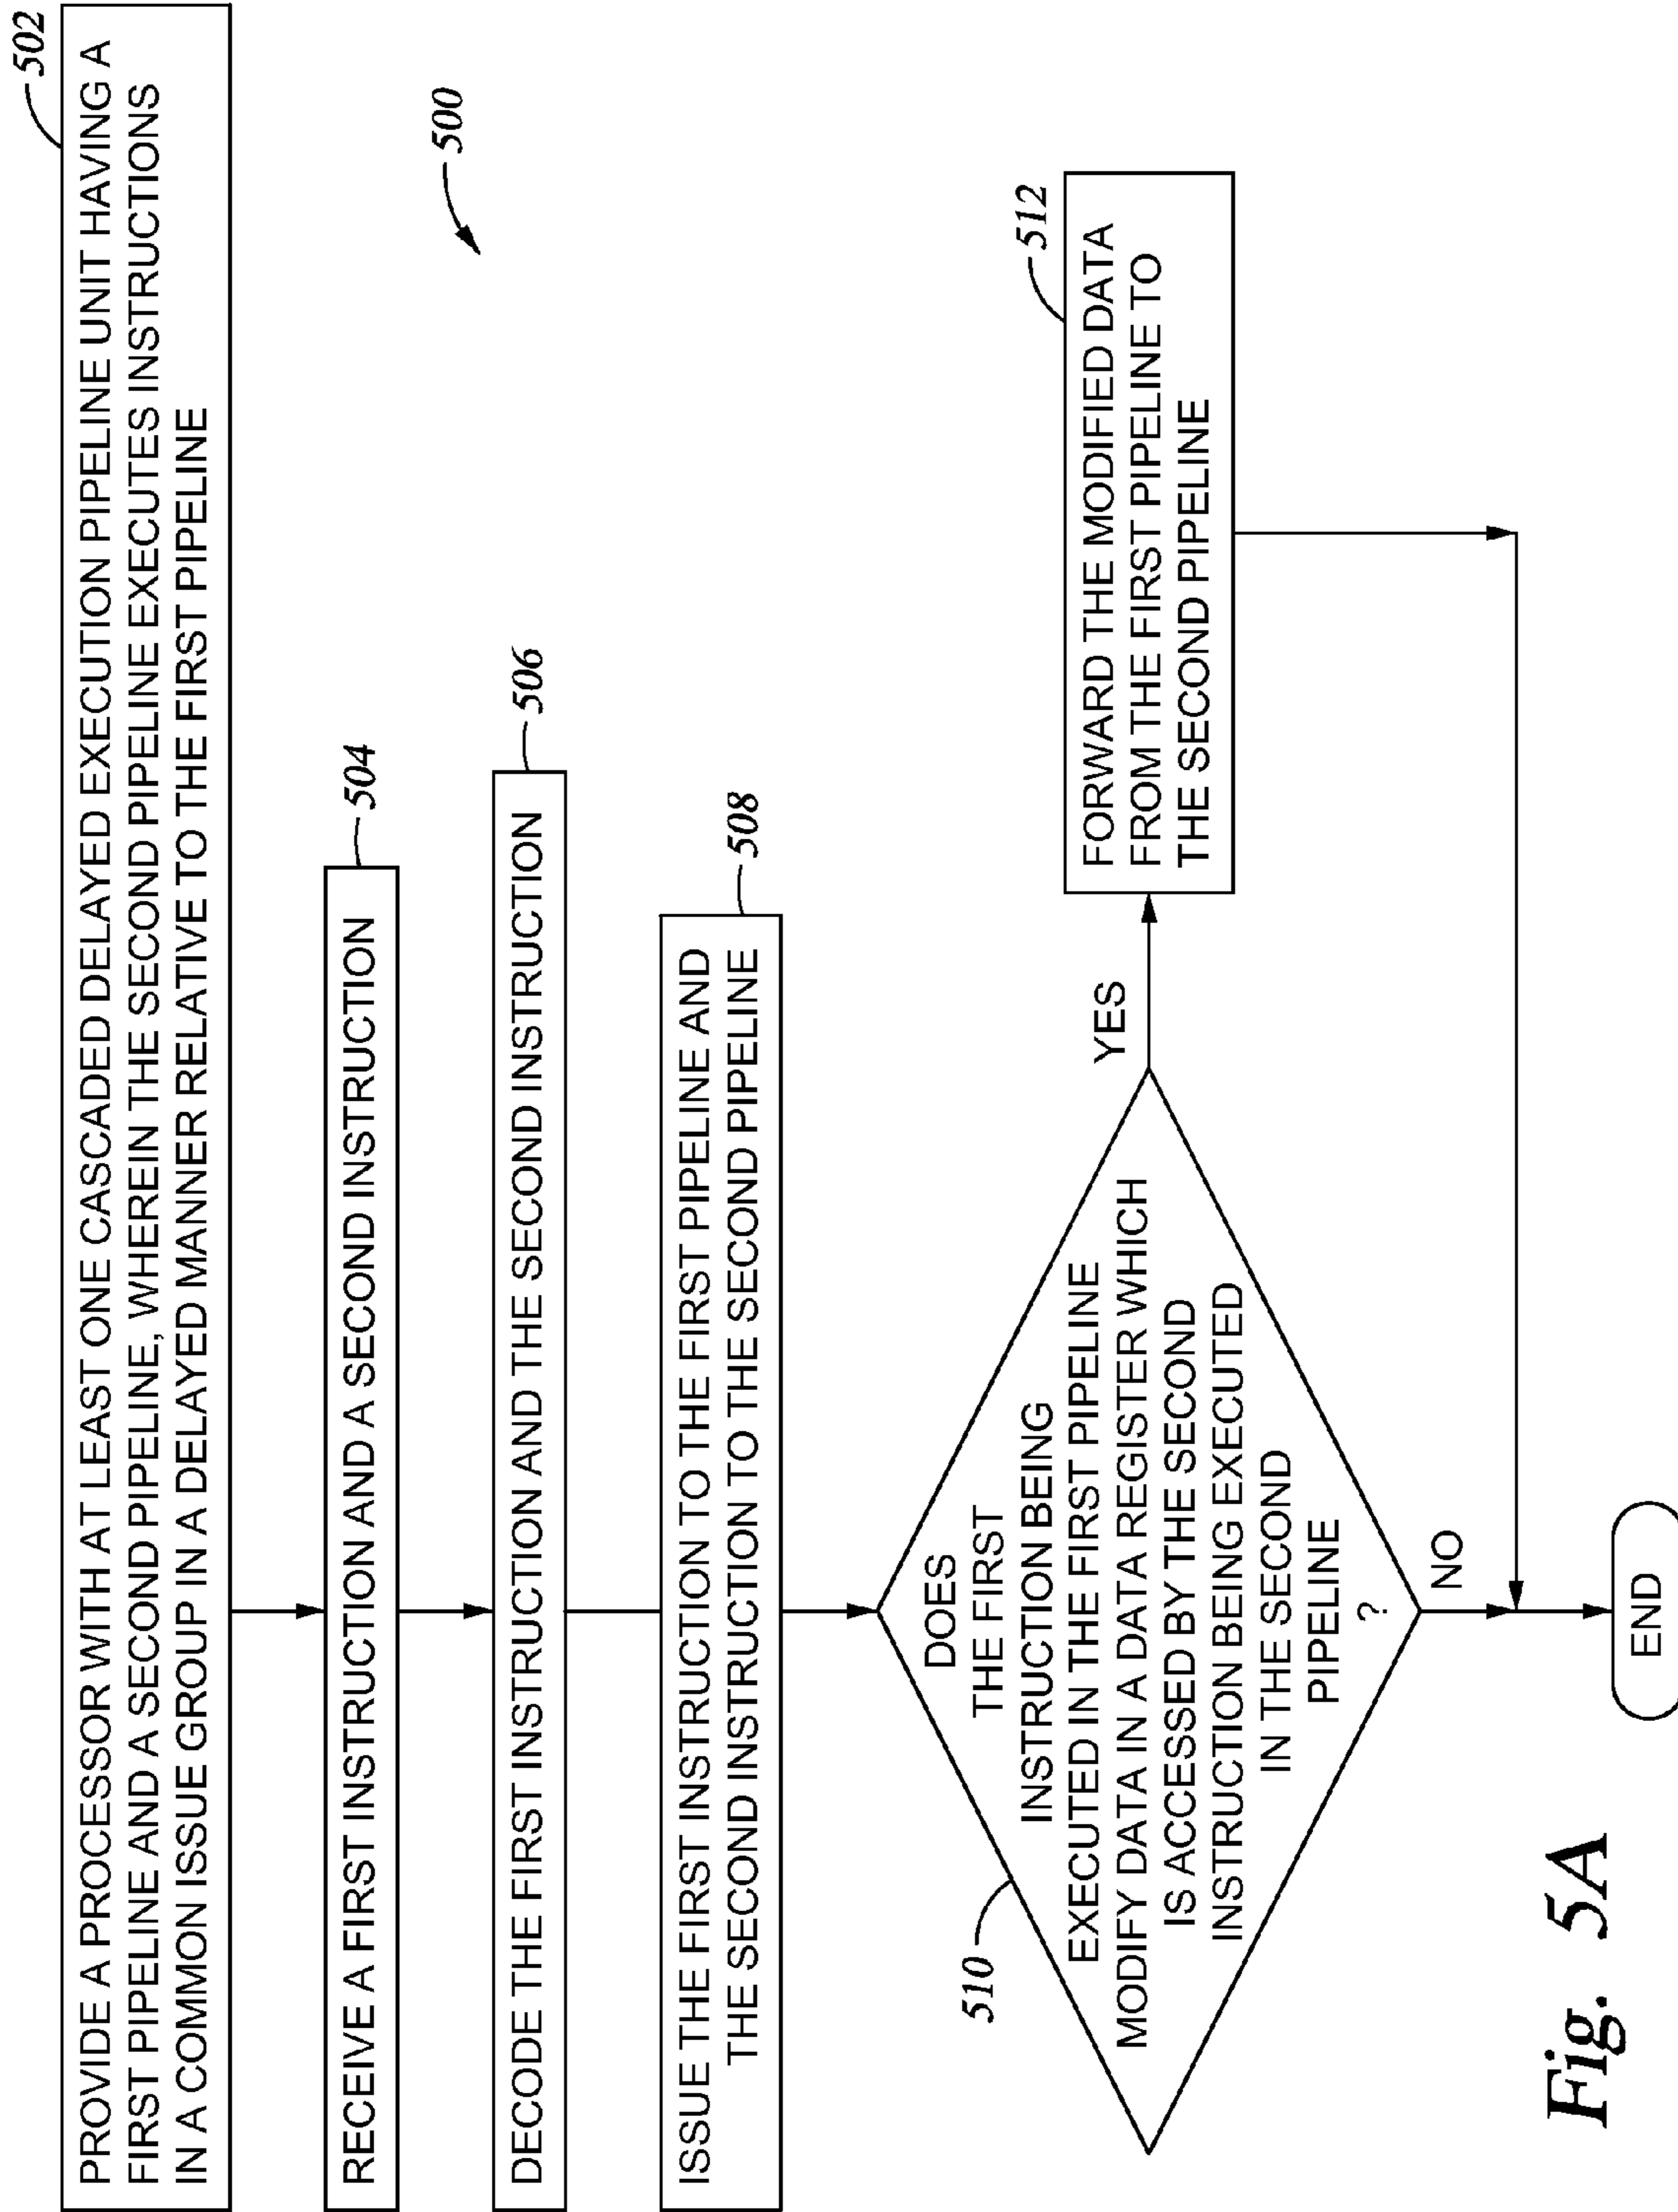 502
PROVIDE A PROCESSOR WITH AT LEAST ONE CASCADED DELAYED EXECUTION PIPELINE UNIT HAVING A
FIRST PIPELINE AND A SECOND PIPELINE, WHEREIN THE SECOND PIPELINE EXECUTES INSTRUCTIONS
IN A COMMON ISSUE GROUP IN A DELAYED MANNER RELATIVE TO THE FIRST PIPELINE
500
504
RECEIVE A FIRST INSTRUCTION AND A SECOND INSTRUCTION
506
DECODE THE FIRST INSTRUCTION AND THE SECOND INSTRUCTION
508
ISSUE THE FIRST INSTRUCTION TO THE FIRST PIPELINE AND
THE SECOND INSTRUCTION TO THE SECOND PIPELINE
510
DOES
THE FIRST
INSTRUCTION BEING
EXECUTED IN THE FIRST PIPELINE
MODIFY DATA IN A DATA REGISTER WHICH
IS ACCESSED BY THE SECOND
INSTRUCTION BEING EXECUTED
IN THE SECOND
PIPELINE
?
YES
512
FORWARD THE MODIFIED DATA
FROM THE FIRST PIPELINE TO
THE SECOND PIPELINE
NO
END
Fig. 5A